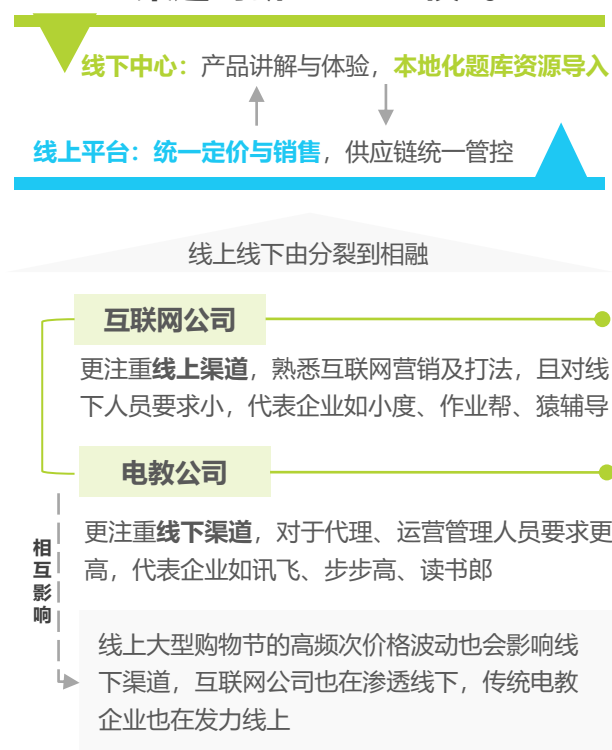 线下中心：产品讲解与体验，本地化题库资源导入
线上平台：统一定价与销售，供应链统一管控
线上线下由分裂到相融
互联网公司
更注重线上渠道，熟悉互联网营销及打法，且对线
下人员要求小，代表企业如小度、作业帮、猿辅导
电教公司
更注重线下渠道，对于代理、运营管理人员要求更
高，代表企业如讯飞、步步高、读书郎
相互影响
线上大型购物节的高频次价格波动也会影响线
下渠道，互联网公司也在渗透线下，传统电教
企业也在发力线上